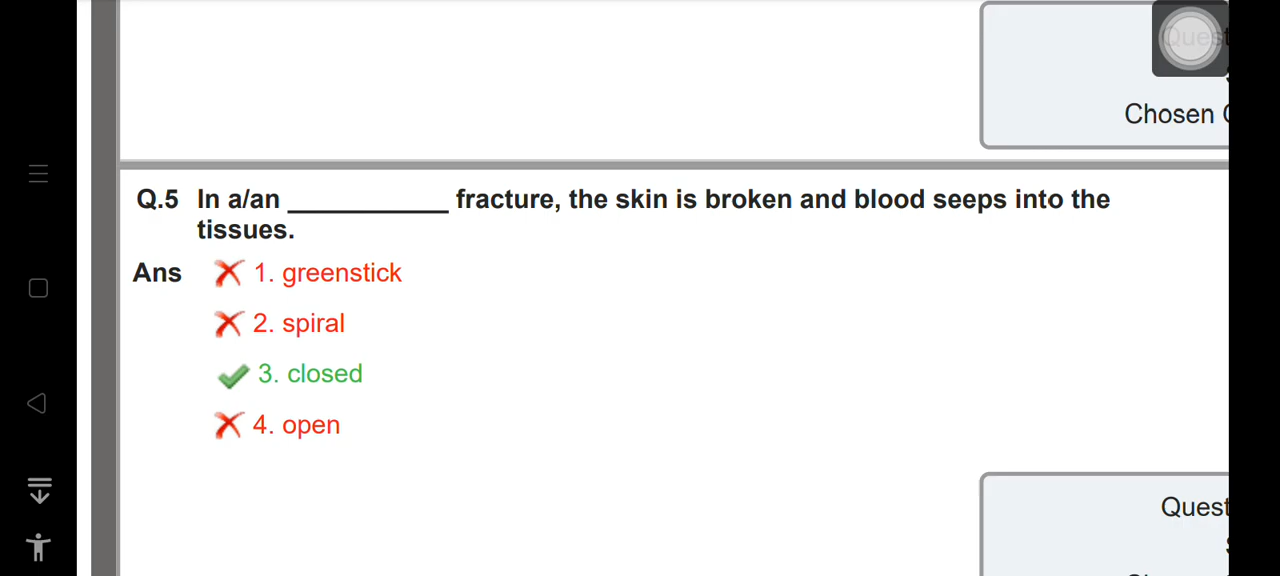 Quest
Chosen
Q.5 In a/an ___________ fracture, the skin is broken and blood seeps into the
tissues.
Ans 1. greenstick
2. spiral
3. closed
4. open
Quest